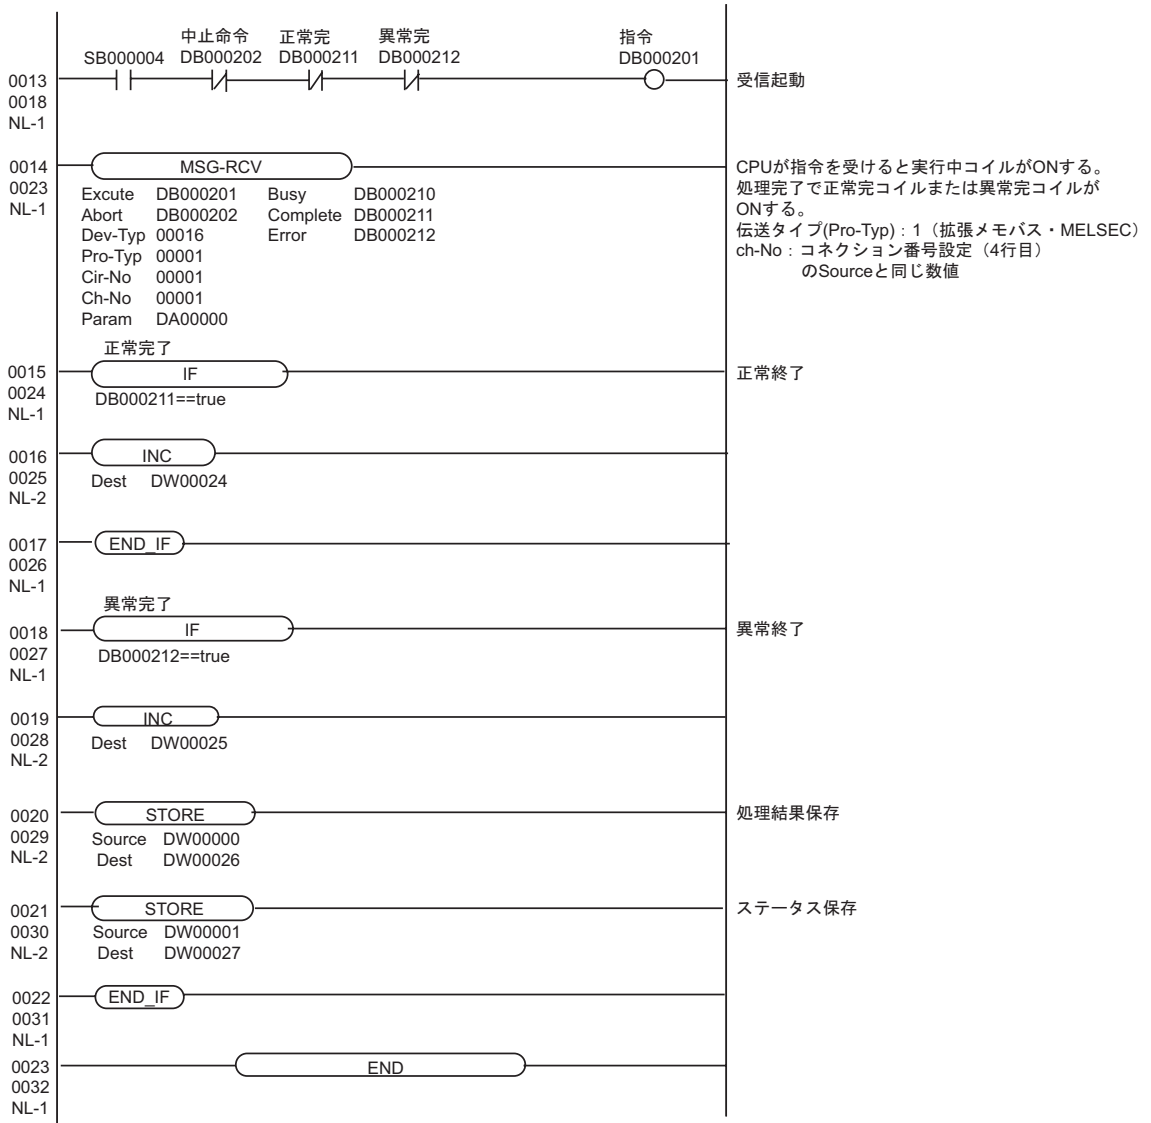 中止命令 正常完 異常完 指令
SB000004 DB000202 DB000211 DB000212 DB000201
0013 受信起動
0018
NL-1
0014 MSG-RCV CPUが指令を受けると実行中コイルがONする。
0023 Excute DB000201 Busy DB000210 処理完了で正常完コイルまたは異常完コイルが
NL-1 Abort DB000202 Complete DB000211 ONする。
Dev-Typ 00016 Error DB000212 伝送タイプ(Pro-Typ)：1（拡張メモバス・MELSEC）
Pro-Typ 00001 ch-No：コネクション番号設定（4行目）
Cir-No 00001 のSourceと同じ数値
Ch-No 00001
Param DA00000
正常完了
0015 IF 正常終了
0024 DB000211==true
NL-1
0016 INC
0025 Dest DW00024
NL-2
0017 END_IF
0026
NL-1
異常完了
0018 IF 異常終了
0027 DB000212==true
NL-1
0019 INC
0028 Dest DW00025
NL-2
0020 STORE 処理結果保存
0029 Source DW00000
NL-2 Dest DW00026
0021 STORE ステータス保存
0030 Source DW00001
NL-2 Dest DW00027
0022 END_IF
0031
NL-1
0023 END
0032
NL-1